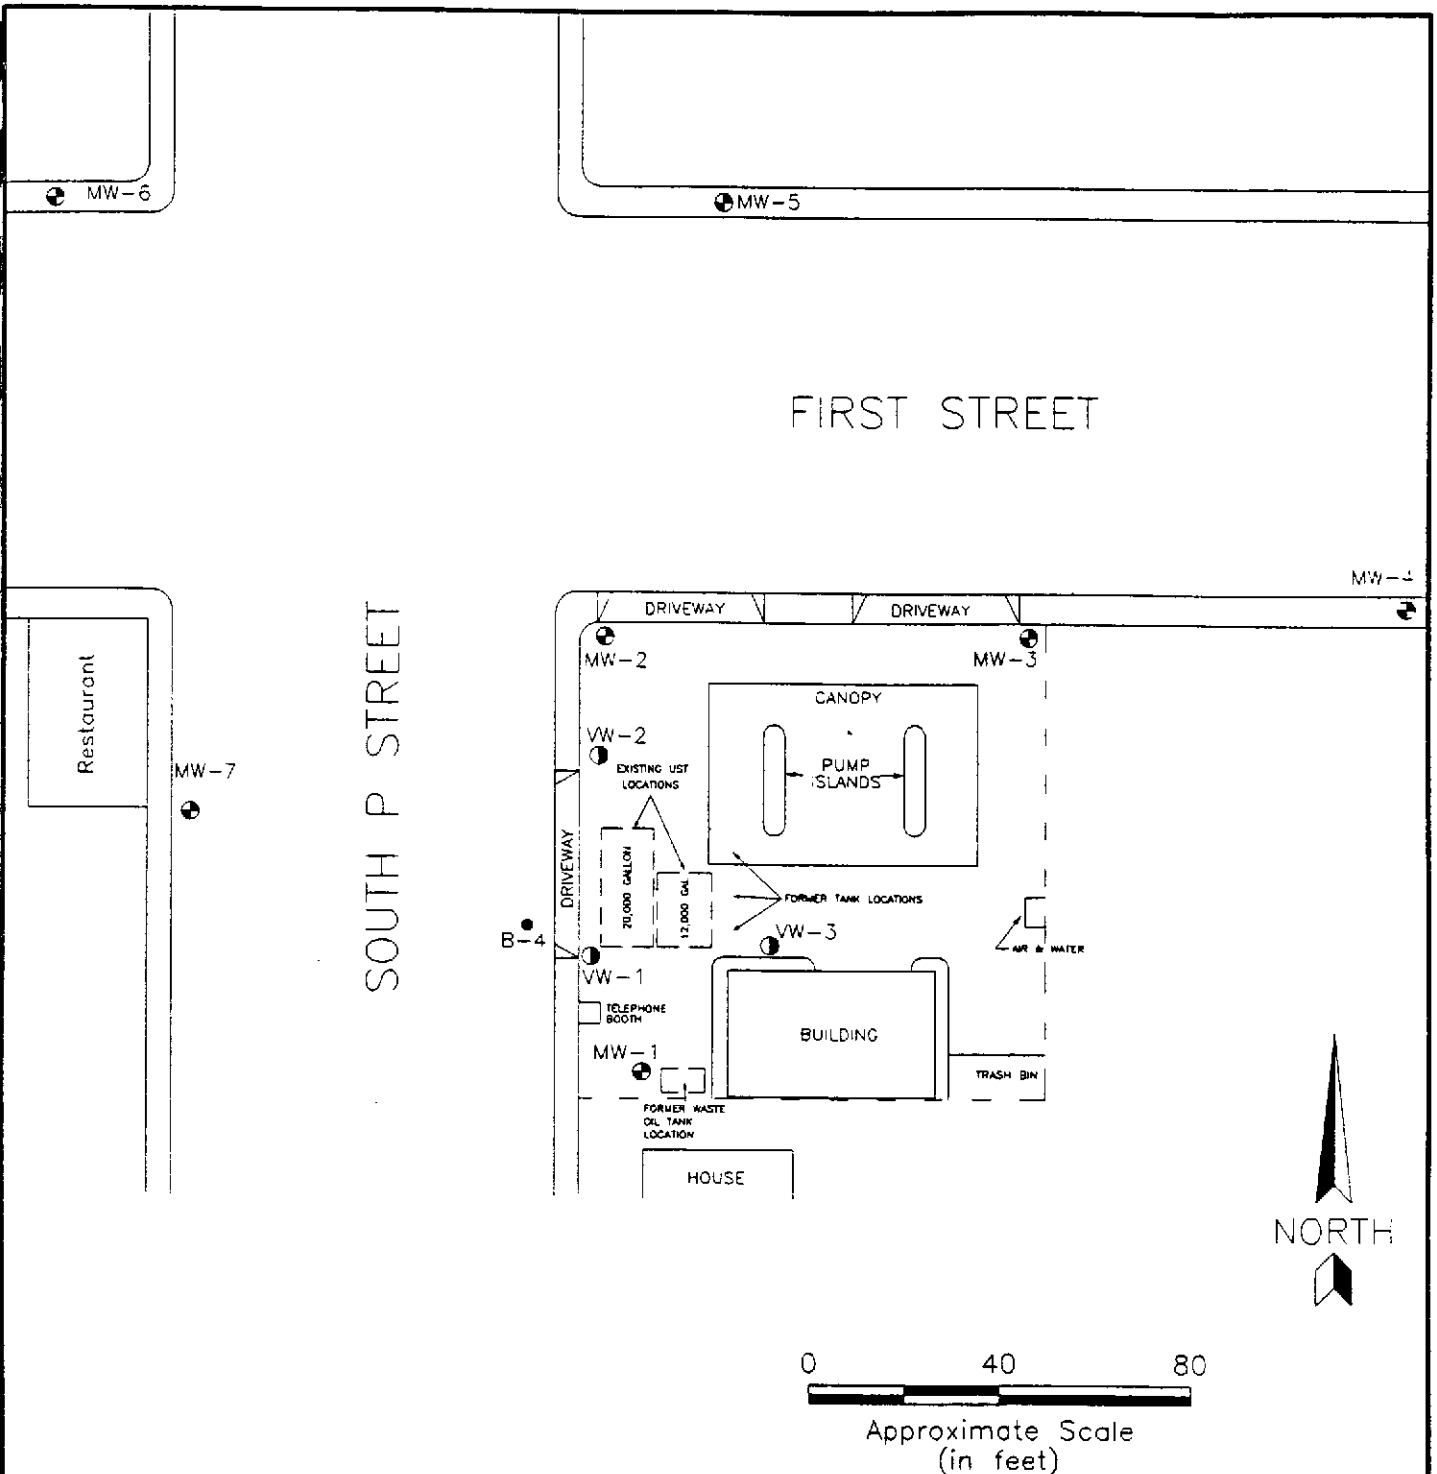 MW-6
MW-5
FIRST STREET
MW-4
DRIVEWAY
DRIVEWAY
MW-2
MW-3
SOUTH P STREET
Restaurant
CANOPY
VW-2
PUMP
ISLANDS
EXISTING UST
LOCATIONS
MW-7
DRIVEWAY
20,000 GALLON
12,000 GAL
FORMER TANK LOCATIONS
B-4
VW-3
AIR & WATER
VW-1
TELEPHONE
BOOTH
BUILDING
MW-1
TRASH BIN
FORMER WASTE
OIL TANK
LOCATION
HOUSE
NORTH
0 40 80
Approximate Scale
(in feet)